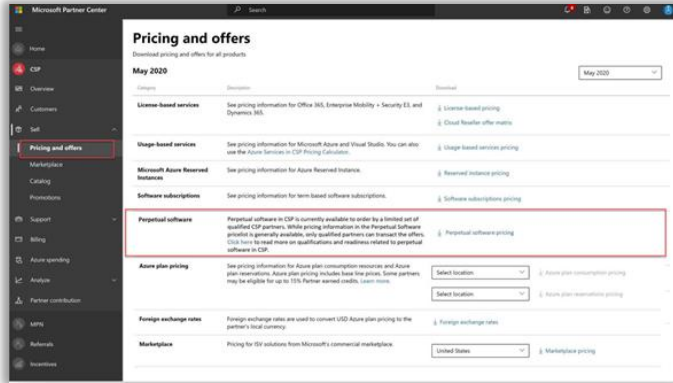 Microsoft Partner Center
Search
Home
CSP
Overview
Customers
Sell
Pricing and offers
Marketplace
Catalog
Promotions
Support
Billing
Azure spending
Analyze
Partner contribution
MPN
Referrals
Incentives
Pricing and offers
Download pricing and offers for all products
May 2020
May 2020
Category Description Download
License-based services See pricing information for Office 365, Enterprise Mobility + Security E3, and License-based pricing
Dynamics 365. Cloud Reseller offer matrix
Usage-based services See pricing information for Microsoft Azure and Visual Studio. You can also Usage-based services pricing
use the Azure Services in CSP Pricing Calculator.
Microsoft Azure Reserved See pricing information for Azure Reserved Instance. Reserved instance pricing
Instances
Software subscriptions See pricing information for term-based software subscriptions. Software subscriptions pricing
Perpetual software Perpetual software in CSP is currently available to order by a limited set of
qualified CSP partners. While pricing information in the Perpetual Software
pricelist is generally available, only qualified partners can transact the offers. Perpetual software pricing
Click here to read more on qualifications and readiness related to perpetual
software in CSP.
Azure plan pricing See pricing information for Azure plan consumption resources and Azure
plan reservations. Azure plan pricing includes base line prices. Some partners Select location Azure plan consumption pricing
may be eligible for up to 15% Partner earned credits. Learn more.
Select location Azure plan reservations pricing
Foreign exchange rates Foreign exchange rates are used to convert USD Azure plan pricing to the Foreign exchange rates
partner's local currency.
Marketplace Pricing for ISV solutions from Microsoft's commercial marketplace. United States Marketplace pricing